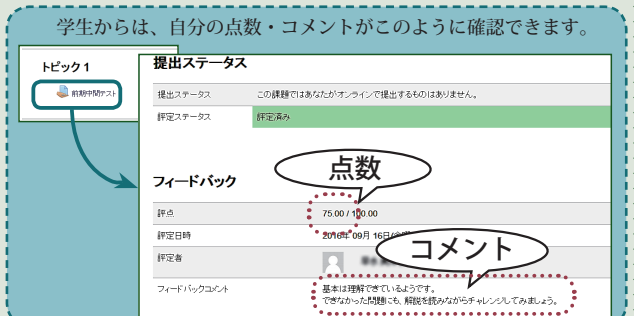 学生からは、自分の点数・コメントがこのように確認できます。
トピック 1
前期中間テスト
提出ステータス
提出ステータス この課題ではあなたがオンラインで提出するものはありません。
評定ステータス 評定済み
フィードバック
点数
評点 75.00 / 100.00
評定日時 2016年 09月 16日
コメント
評定者
フィードバックコメント 基本は理解できているようです。
できなかった問題にも、解説を読みながらチャレンジしてみましょう。